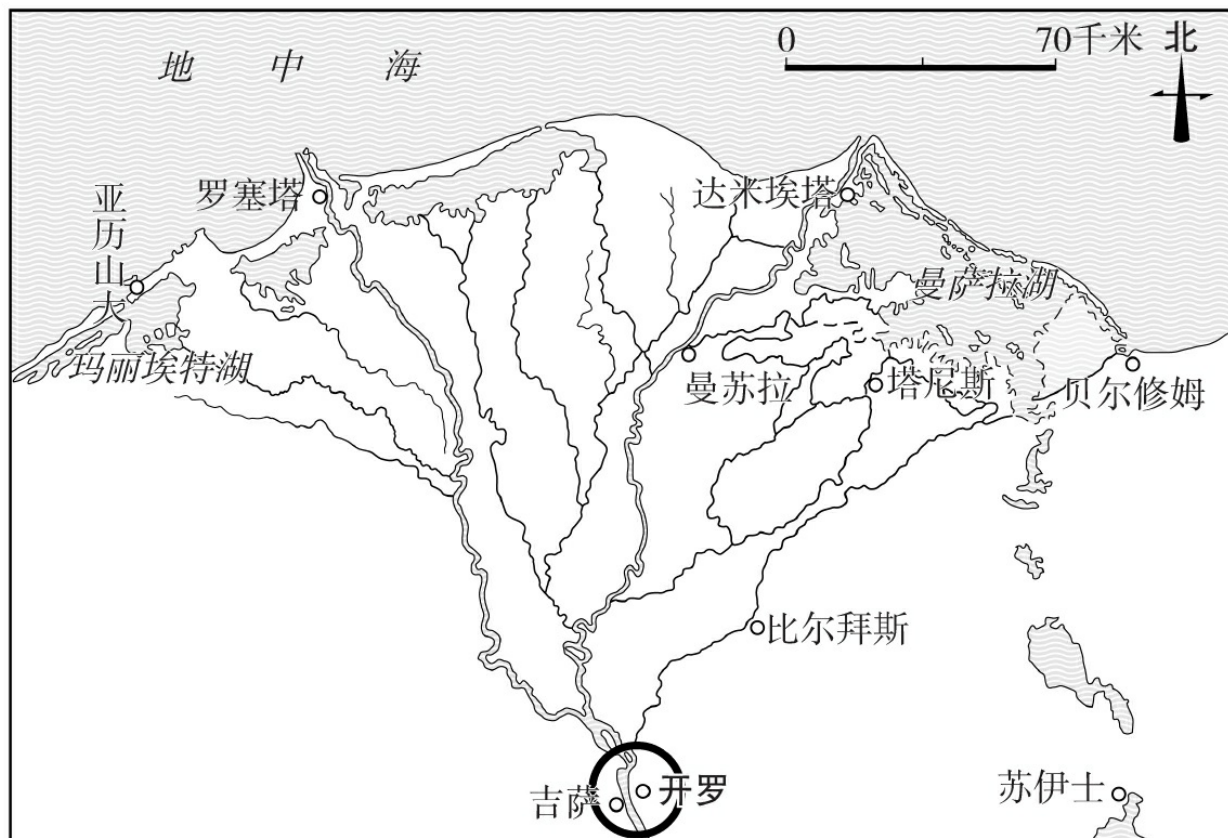 地中海
0 70千米 北
亚历山大
罗塞塔
达米埃塔
曼萨拉湖
玛丽埃特湖
曼苏拉
塔尼斯
贝尔修姆
比尔拜斯
吉萨
开罗
苏伊士